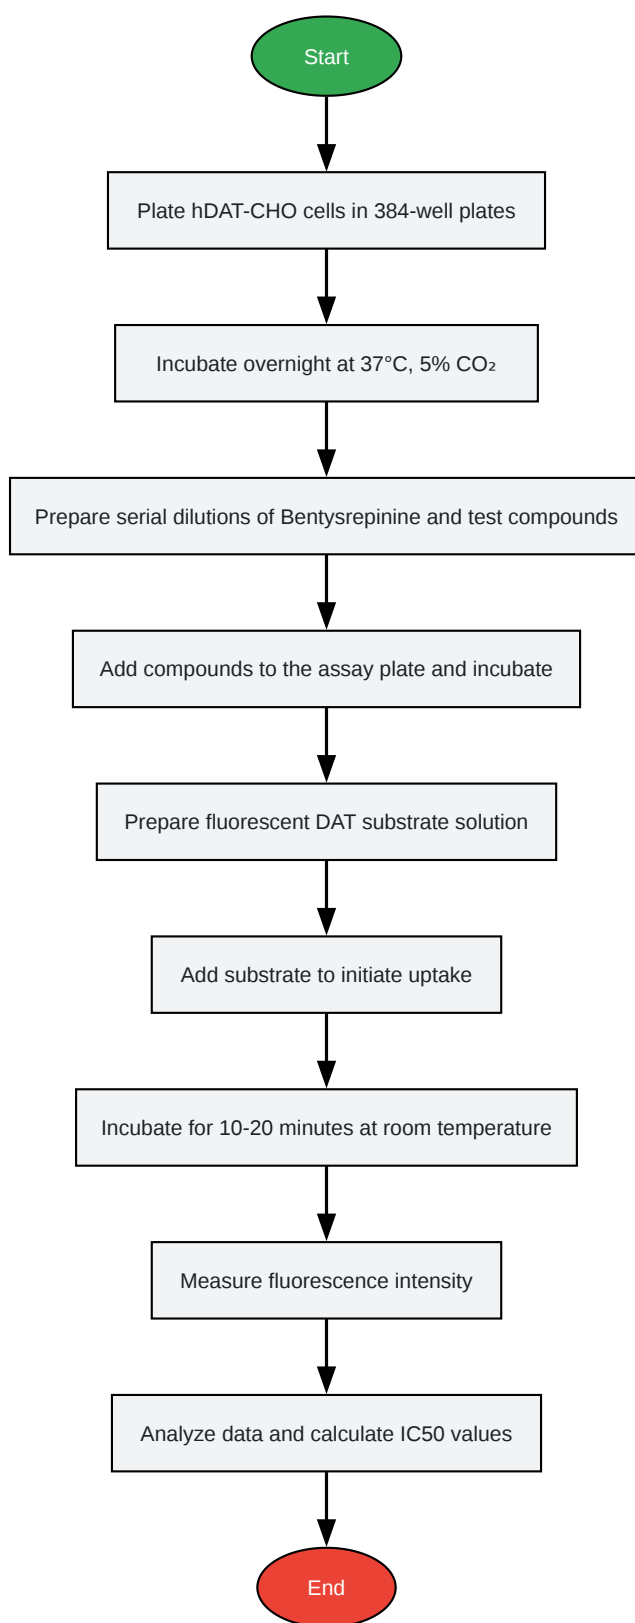 Start
Plate hDAT-CHO cells in 384-well plates
Incubate overnight at 37°C, 5% CO₂
Prepare serial dilutions of Bentysrepinine and test compounds
Add compounds to the assay plate and incubate
Prepare fluorescent DAT substrate solution
Add substrate to initiate uptake
Incubate for 10-20 minutes at room temperature
Measure fluorescence intensity
Analyze data and calculate IC50 values
End